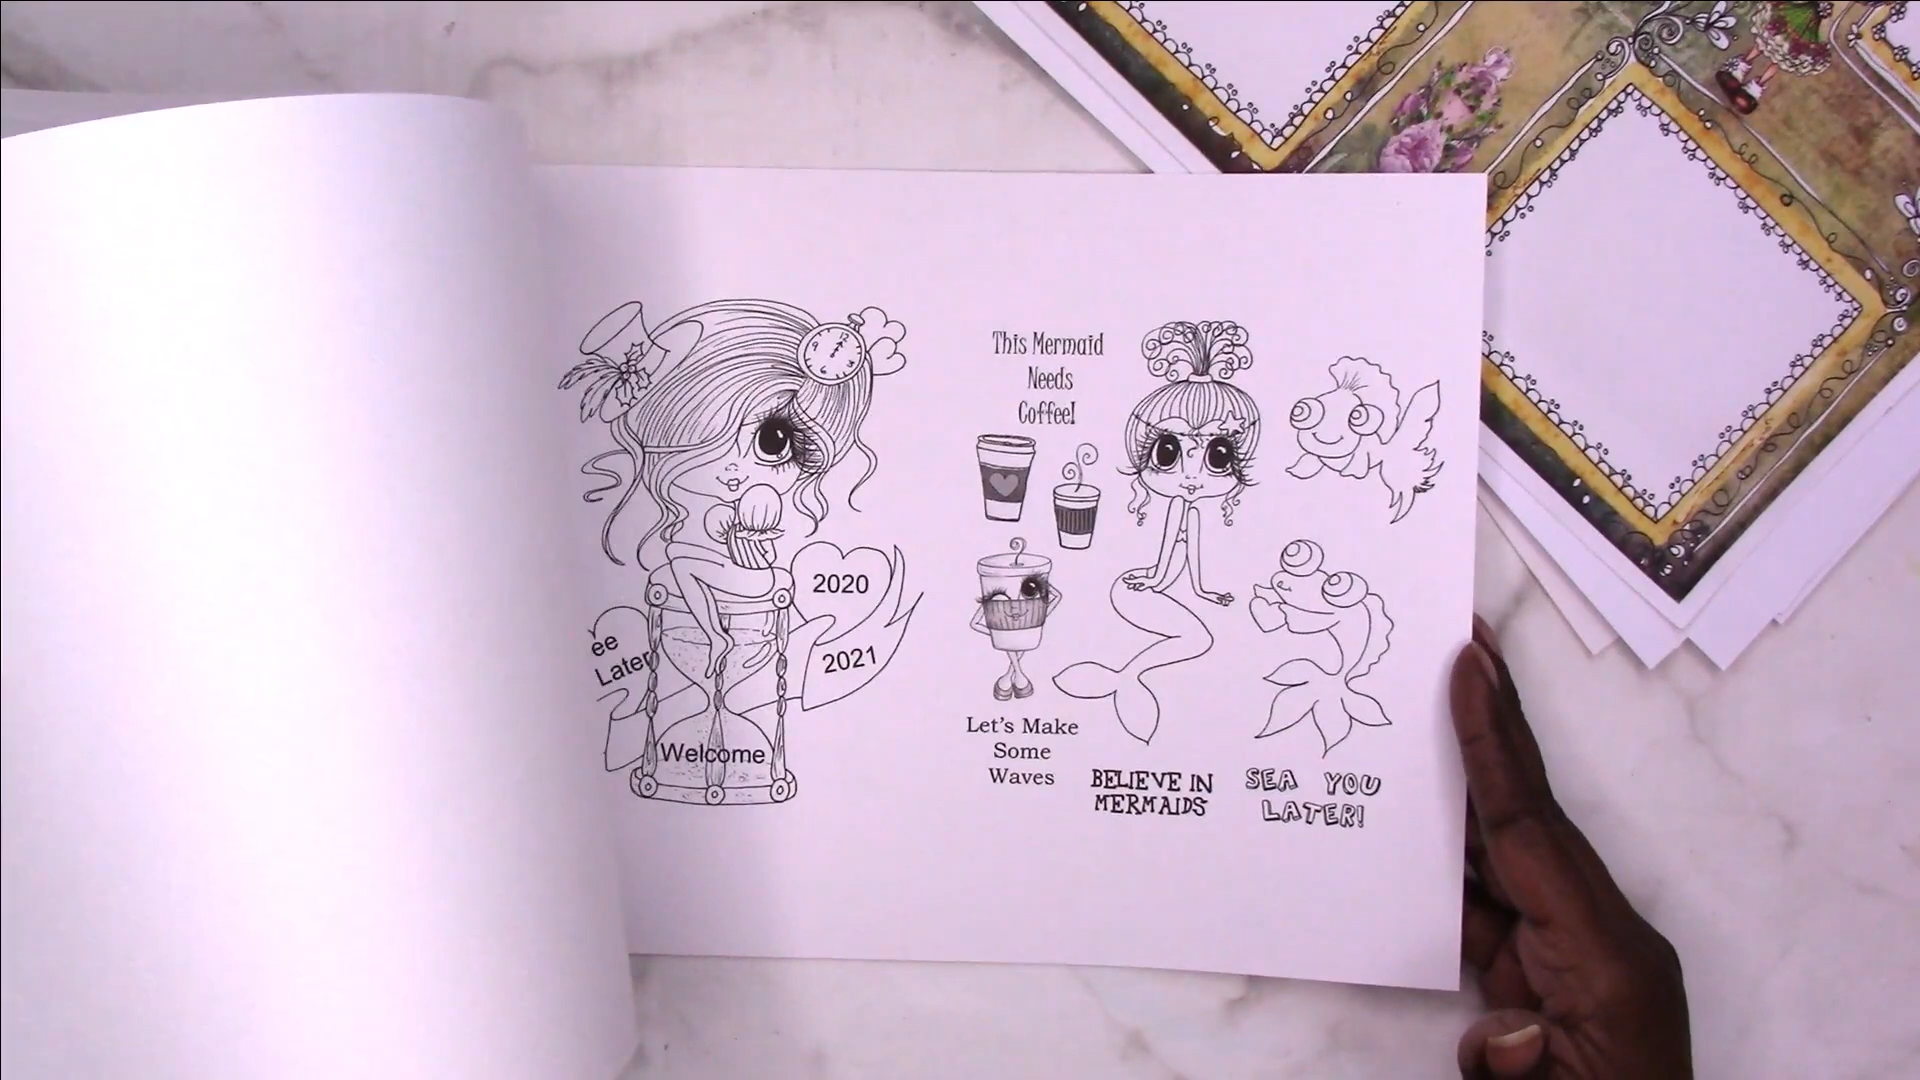 2020
2021
ee
Later
Welcome
This Mermaid
Needs
Coffee!
Let's Make
Some
Waves
BELIEVE IN
MERMAIDS
SEA YOU
LATER!